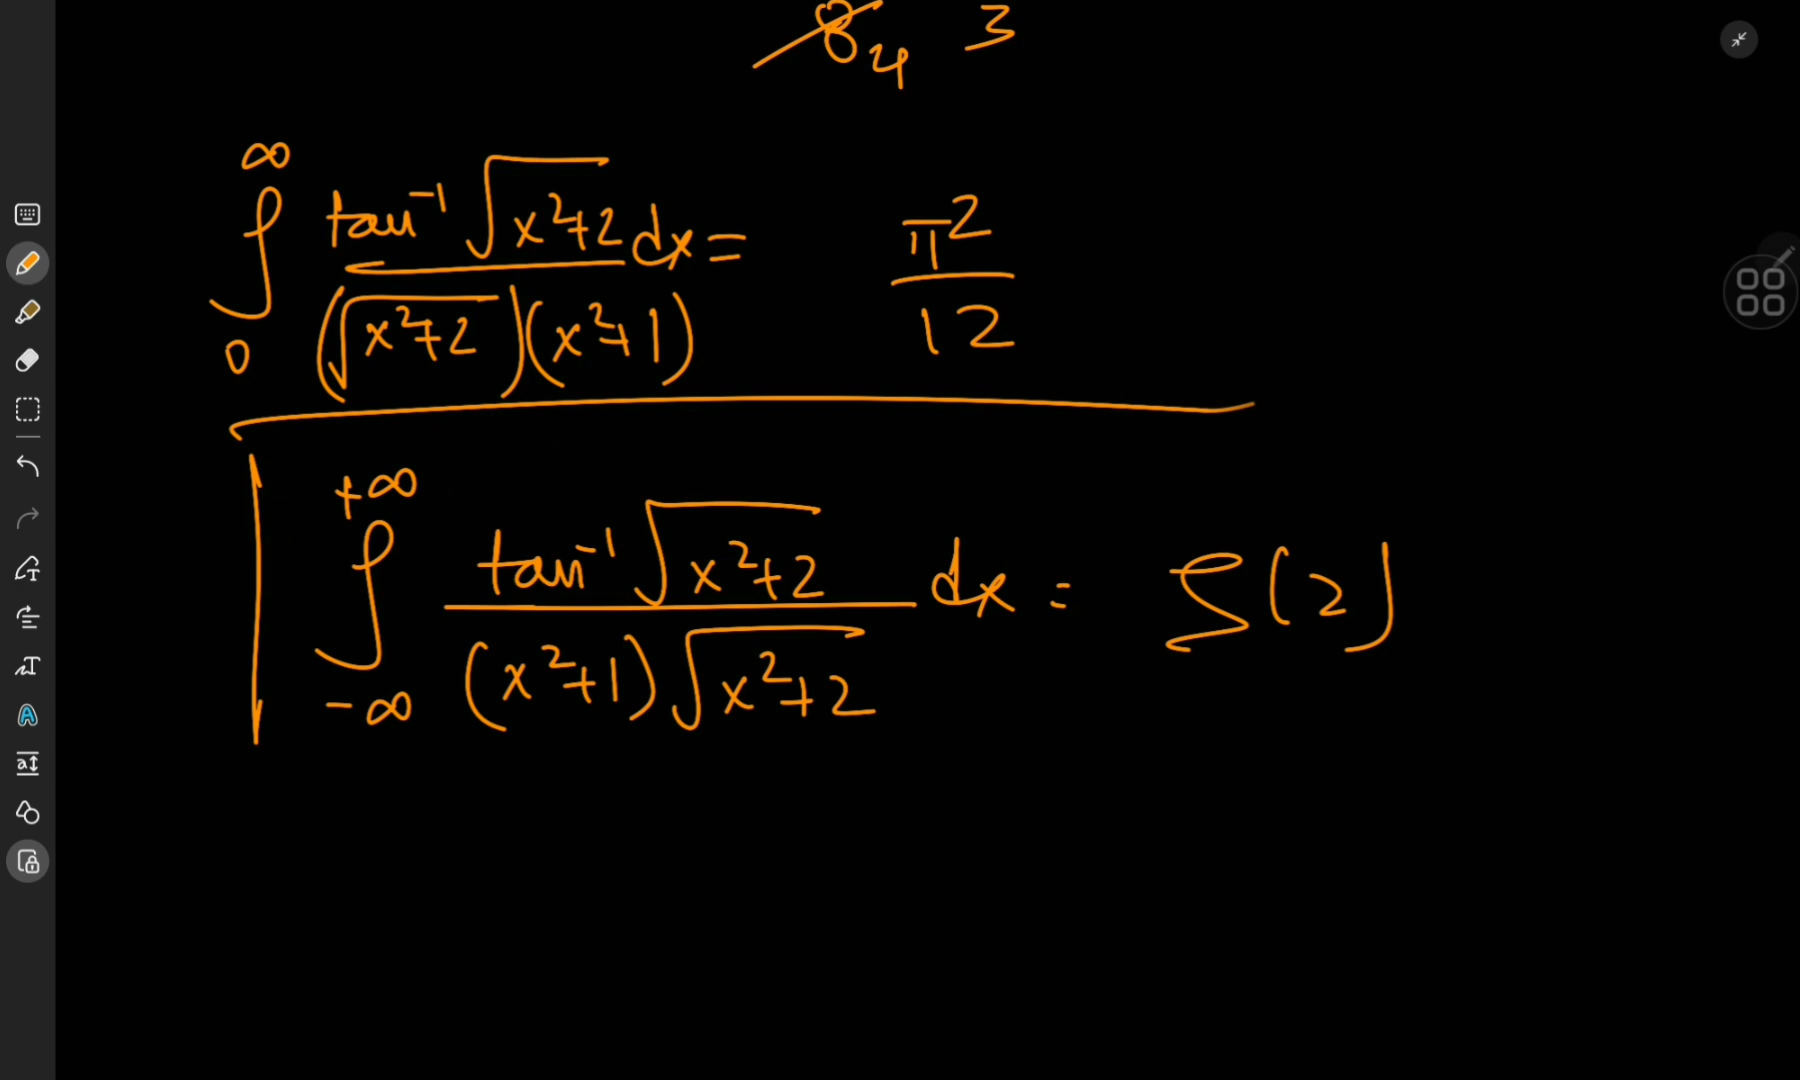 8 4 3
∫₀^∞ tan⁻¹√(x²+2) / (√(x²+2))(x²+1) dx = π²/12
∫₋∞^+∞ tan⁻¹√(x²+2) / (x²+1)√(x²+2) dx = ζ(2)